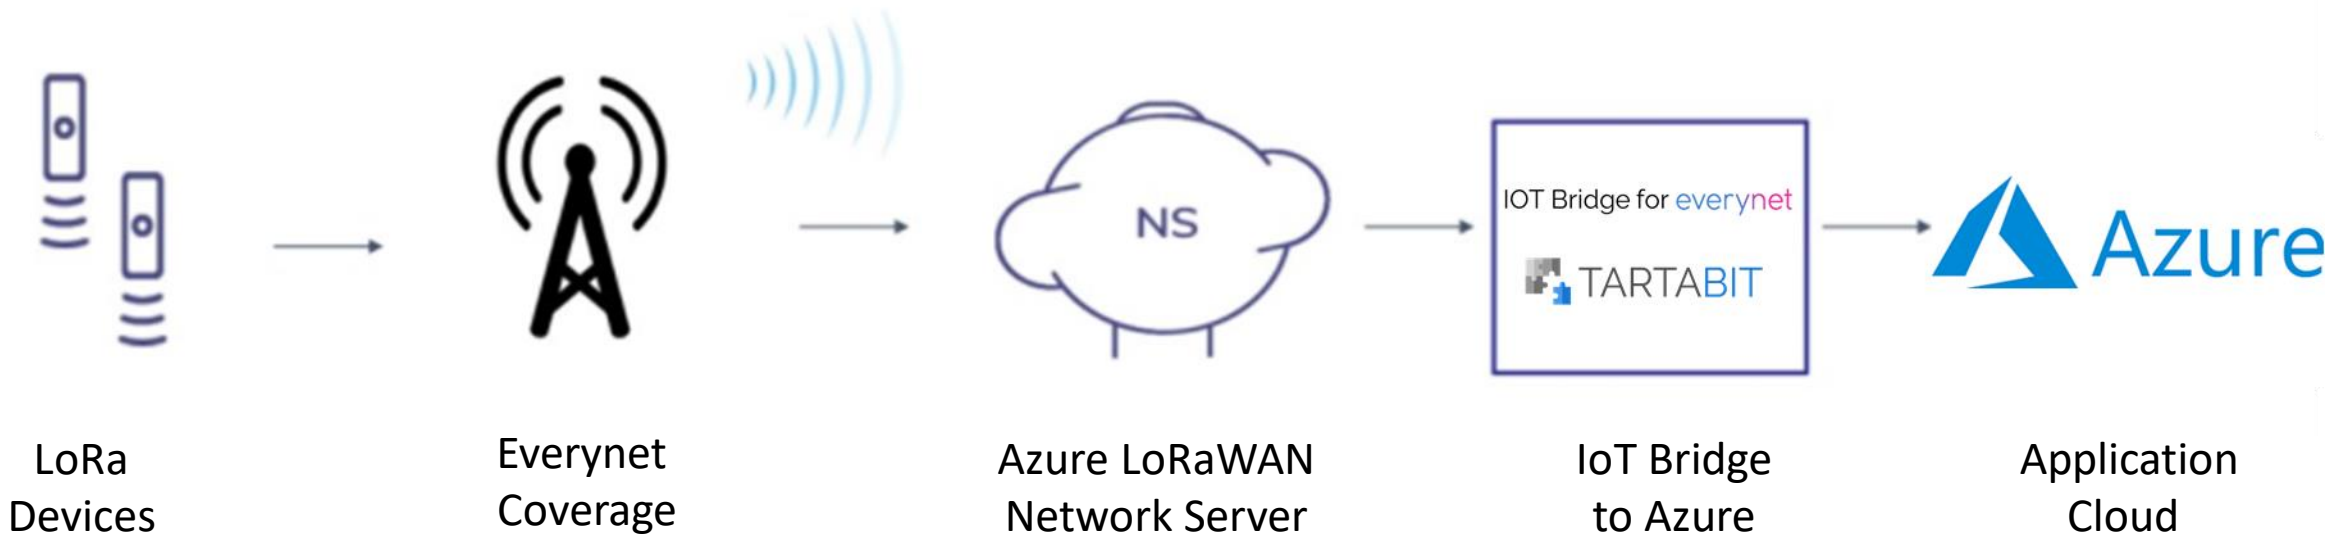 NS
IOT Bridge for everynet
TARTABIT
Azure
LoRa
Devices
Everynet
Coverage
Azure LoRaWAN
Network Server
IoT Bridge
to Azure
Application
Cloud